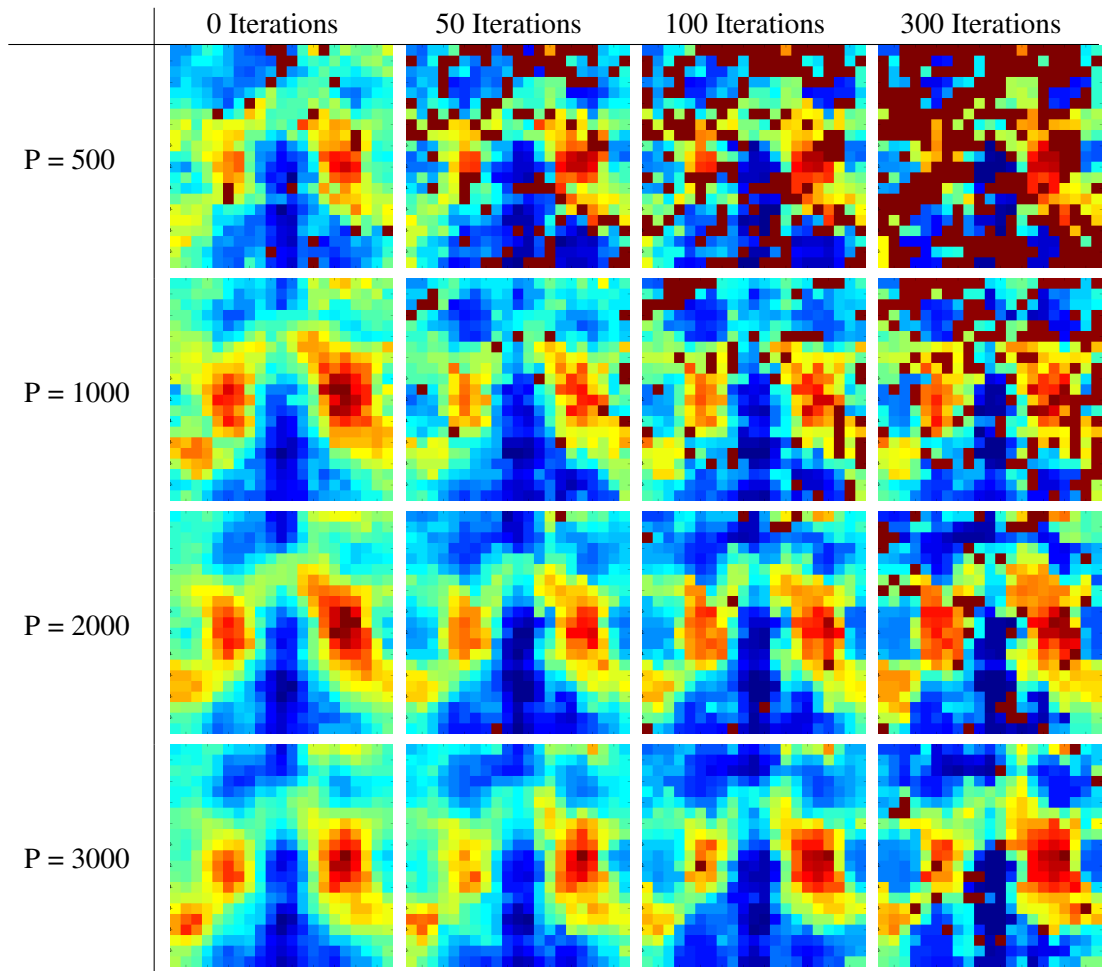 0 Iterations 50 Iterations 100 Iterations 300 Iterations
P = 500
P = 1000
P = 2000
P = 3000